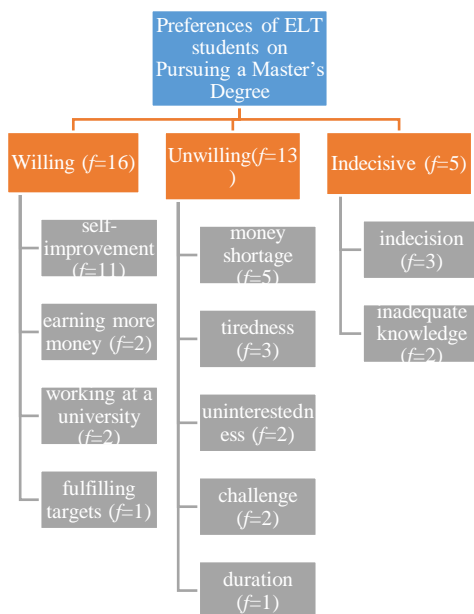 Preferences of ELT
students on
Pursuing a Master's
Degree
Willing (f=16)
self-
improvement
(f=11)
earning more
money (f=2)
working at a
university
(f=2)
fulfilling
targets (f=1)
Unwilling(f=13
)
money
shortage
(f=5)
tiredness
(f=3)
uninterestedn
ess (f=2)
challenge
(f=2)
duration
(f=1)
Indecisive (f=5)
indecision
(f=3)
inadequate
knowledge
(f=2)